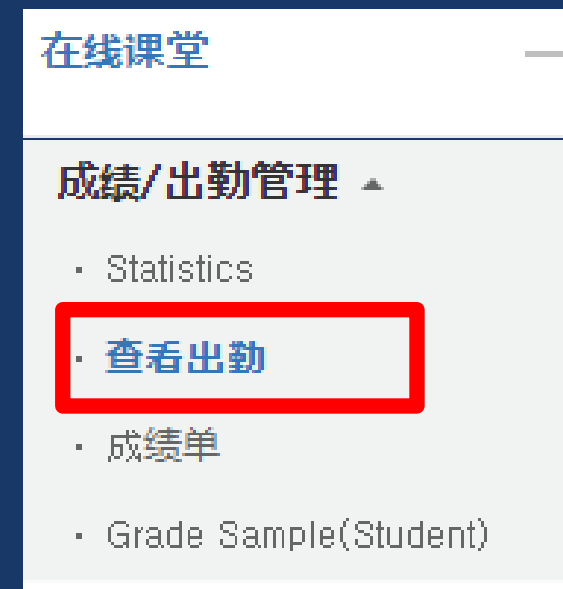 在线课堂
成绩/出勤管理
Statistics
查看出勤
成绩单
Grade Sample(Student)